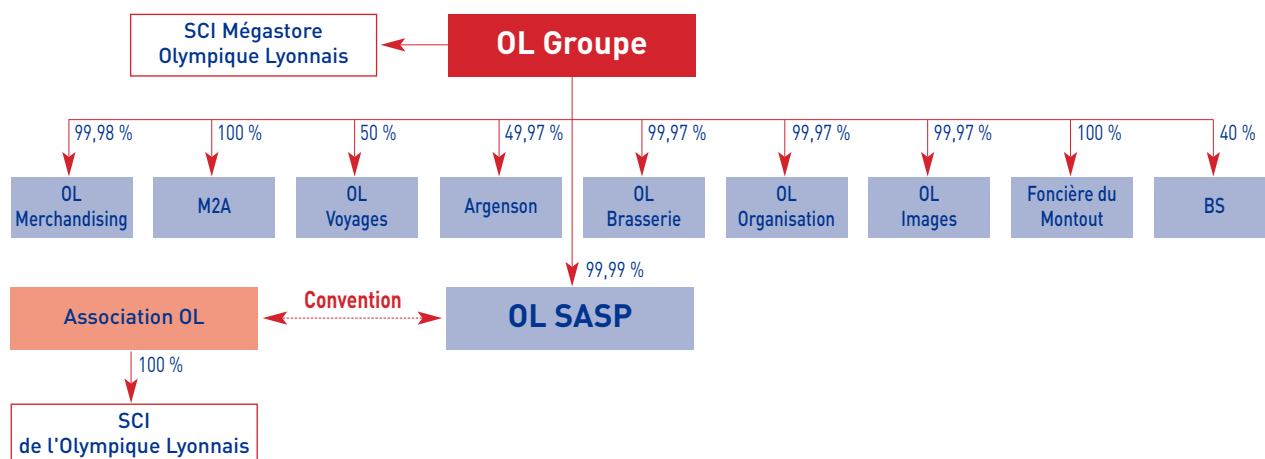 SCI Mégastore
Olympique Lyonnais
OL Groupe
99,98 %
100 %
50 %
49,97 %
99,97 %
99,97 %
99,97 %
100 %
40 %
OL
Merchandising
M2A
OL
Voyages
Argenson
OL
Brasserie
OL
Organisation
OL
Images
Foncière du
Montout
BS
99,99 %
Association OL
Convention
OL SASP
100 %
SCI
de l'Olympique Lyonnais